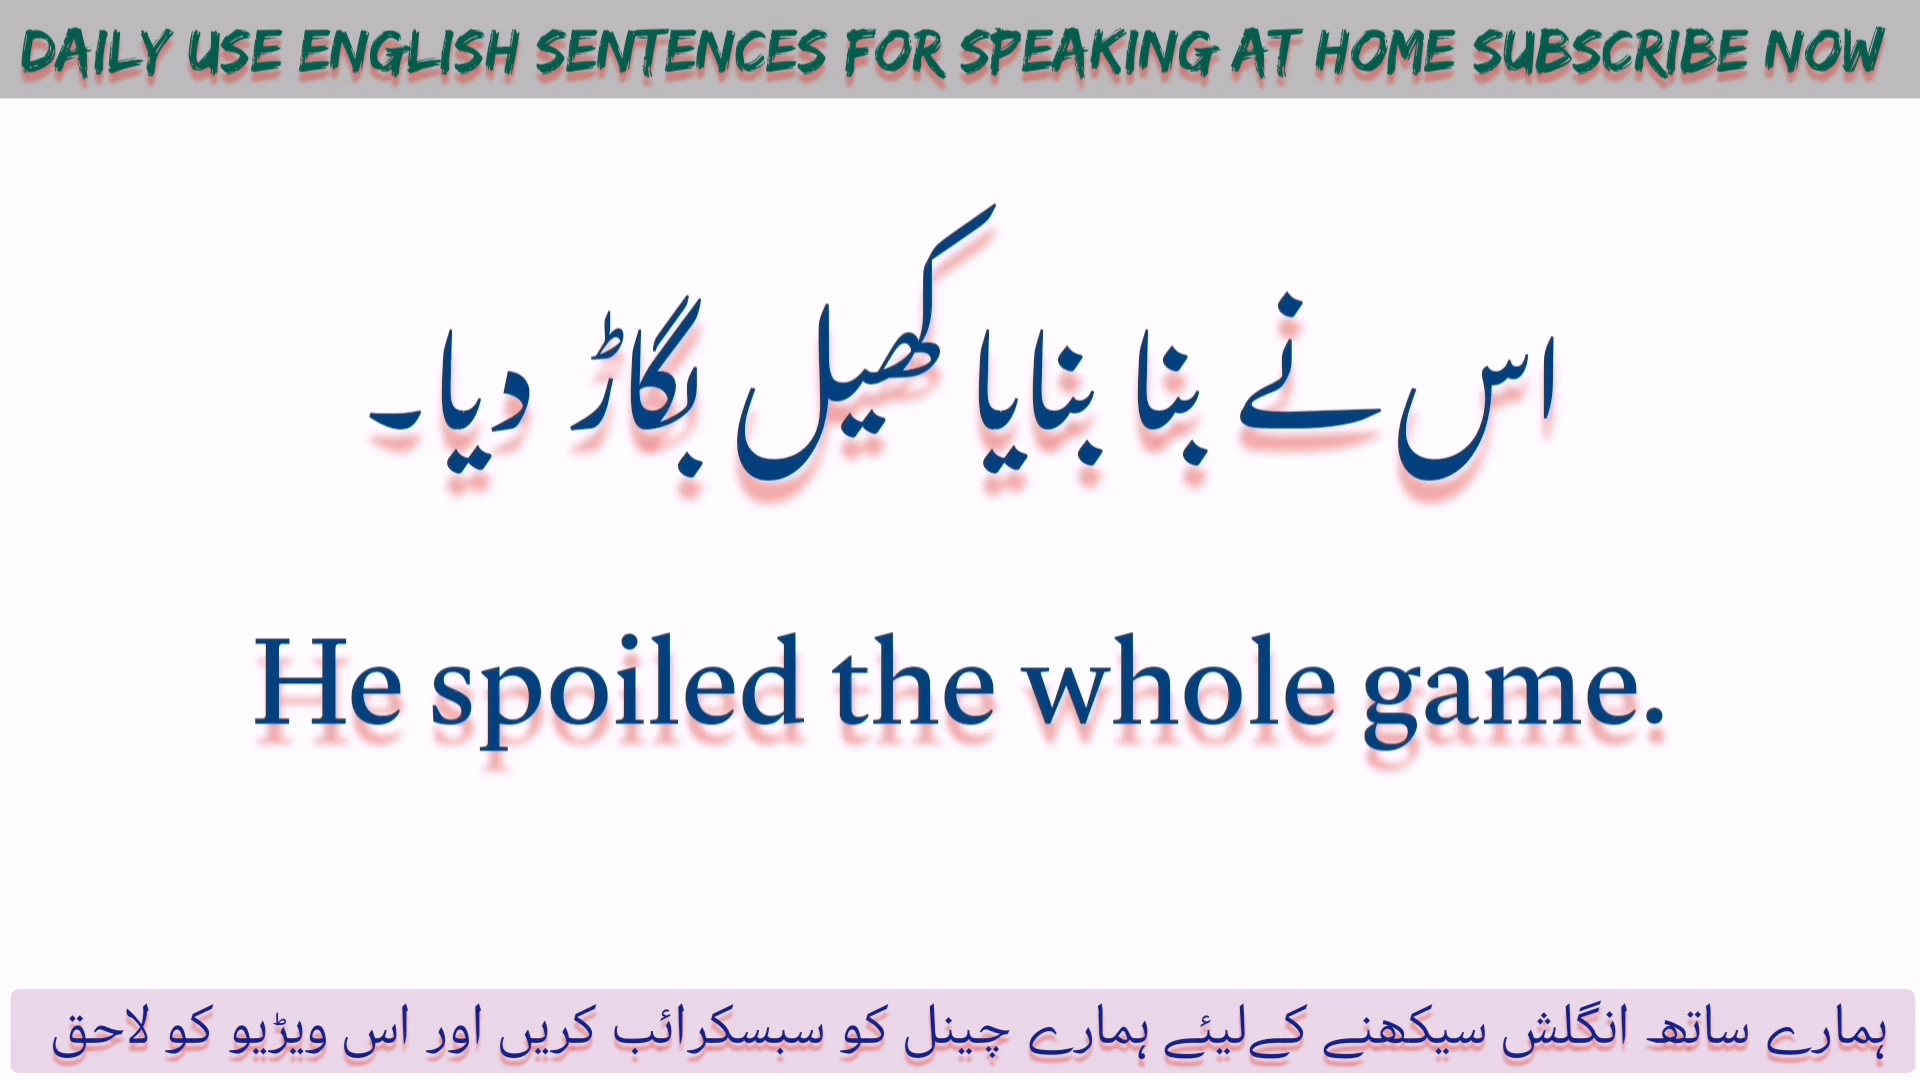 DAILY USE ENGLISH SENTENCES FOR SPEAKING AT HOME SUBSCRIBE NOW
اس نے بنا بنایا کھیل بگاڑ دیا۔
He spoiled the whole game.
ہمارے ساتھ انگلش سیکھنے کےلیئے ہمارے چینل کو سبسکرائب کریں اور اس ویڑیو کو لاحق